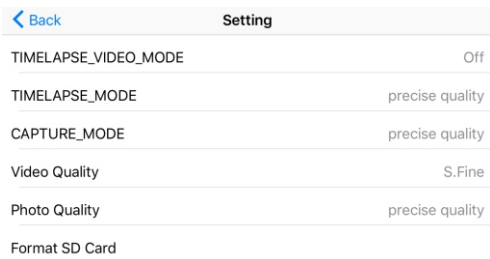 Back Setting
TIMELAPSE_VIDEO_MODE Off
TIMELAPSE_MODE precise quality
CAPTURE_MODE precise quality
Video Quality S.Fine
Photo Quality precise quality
Format SD Card